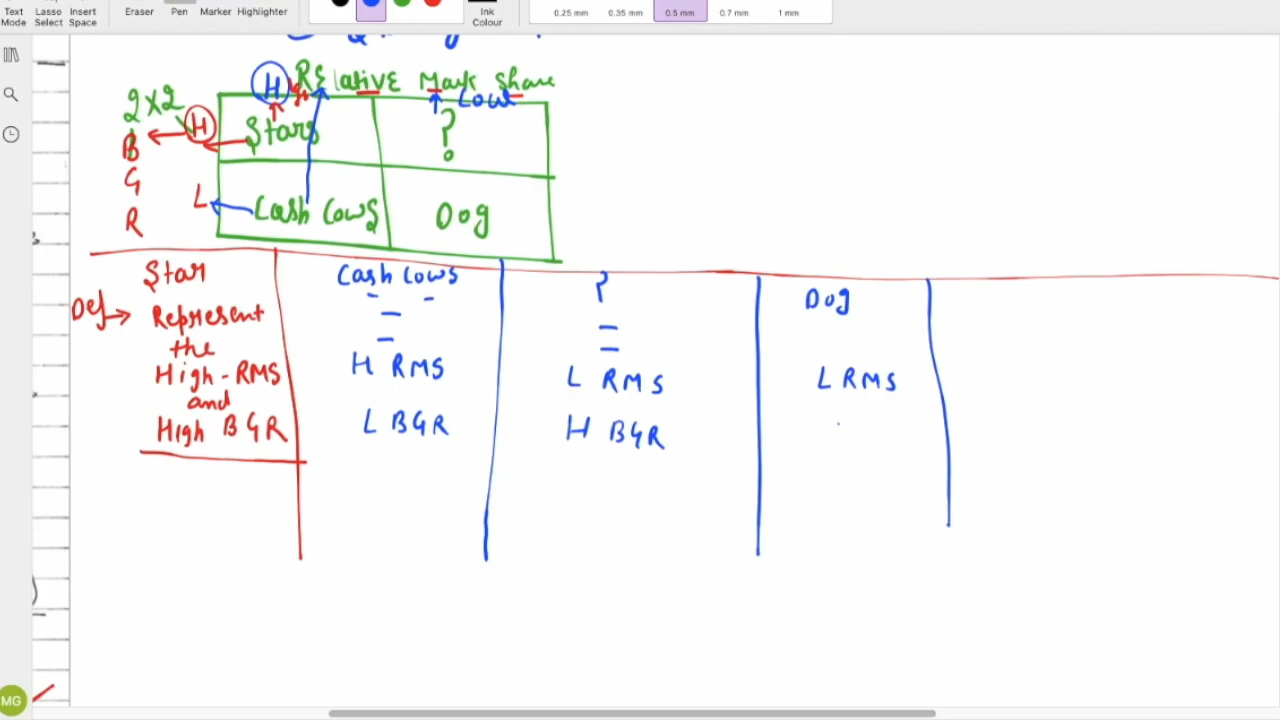 Text Mode
Lasso Select
Insert Space
Eraser
Pen
Marker
Highlighter
Ink Colour
0.25 mm
0.35 mm
0.5 mm
0.7 mm
1 mm
H
Relative Mark Share
High
Low
2x2
H
Stars
?
B
G
R
L
Cash Cows
Dog
Star
Cash Cows
?
Dog
Def → Represent
the
High-RMS
and
High BGR
H RMS
L BGR
L RMS
H BGR
L RMS
MG